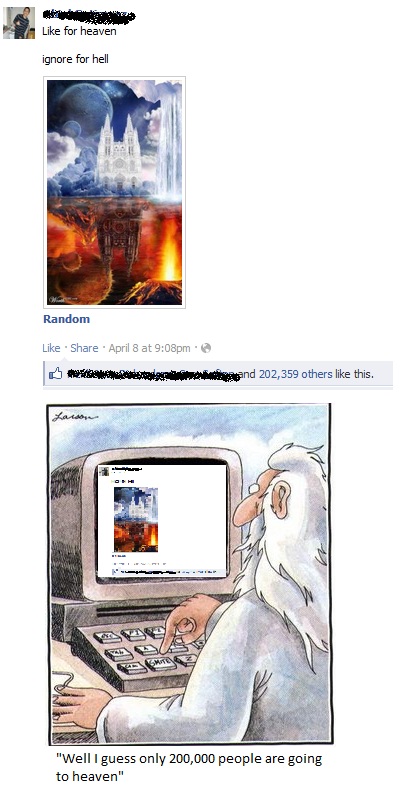 Like for heaven
ignore for hell
Random
Like · Share · April 8 at 9:08pm ·
and 202,359 others like this.
Larson
SMITE
"Well I guess only 200,000 people are going
to heaven"